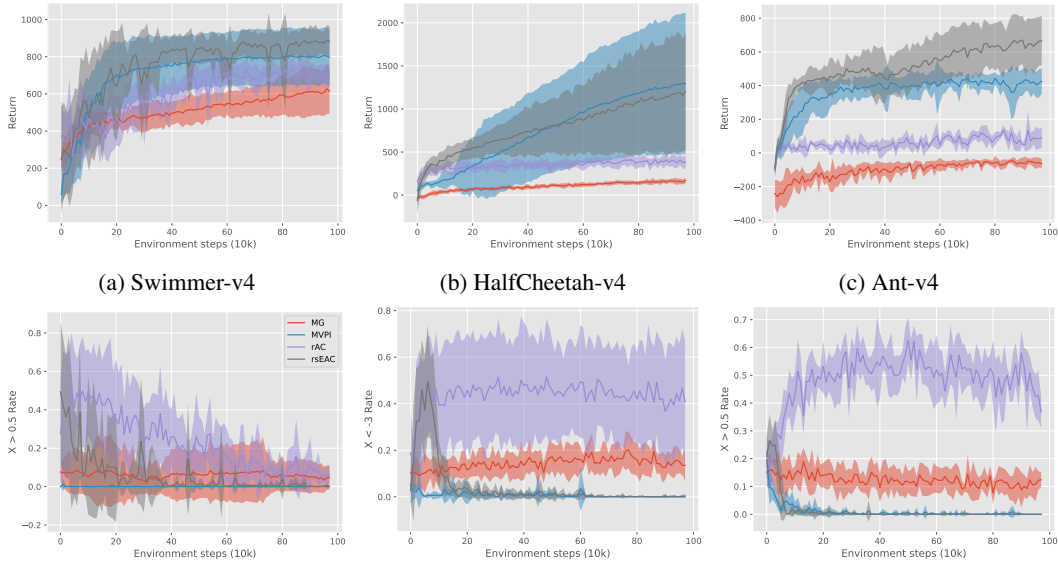 1000
800
600
400
200
0
Return
0 20 40 60 80 100
Environment steps (10k)
2000
1500
1000
500
0
Return
0 20 40 60 80 100
Environment steps (10k)
800
600
400
200
0
−200
−400
Return
0 20 40 60 80 100
Environment steps (10k)
(a) Swimmer-v4
(b) HalfCheetah-v4
(c) Ant-v4
0.8
0.6
0.4
0.2
0.0
−0.2
X > 0.5 Rate
MG
MVPI
rAC
rsEAC
0 20 40 60 80 100
Environment steps (10k)
0.8
0.6
0.4
0.2
0.0
X < -3 Rate
0 20 40 60 80 100
Environment steps (10k)
0.7
0.6
0.5
0.4
0.3
0.2
0.1
0.0
X > 0.5 Rate
0 20 40 60 80 100
Environment steps (10k)